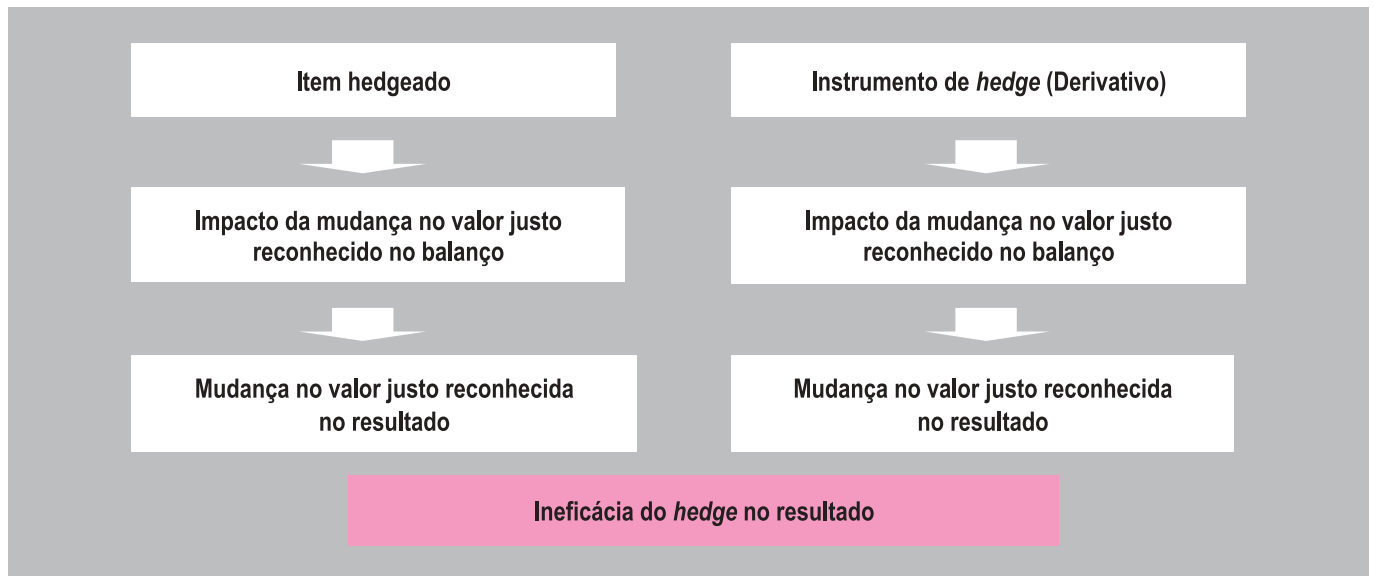 Item hedgeado
Instrumento de hedge (Derivativo)
Impacto da mudança no valor justo
reconhecido no balanço
Impacto da mudança no valor justo
reconhecido no balanço
Mudança no valor justo reconhecida
no resultado
Mudança no valor justo reconhecida
no resultado
Ineficácia do hedge no resultado